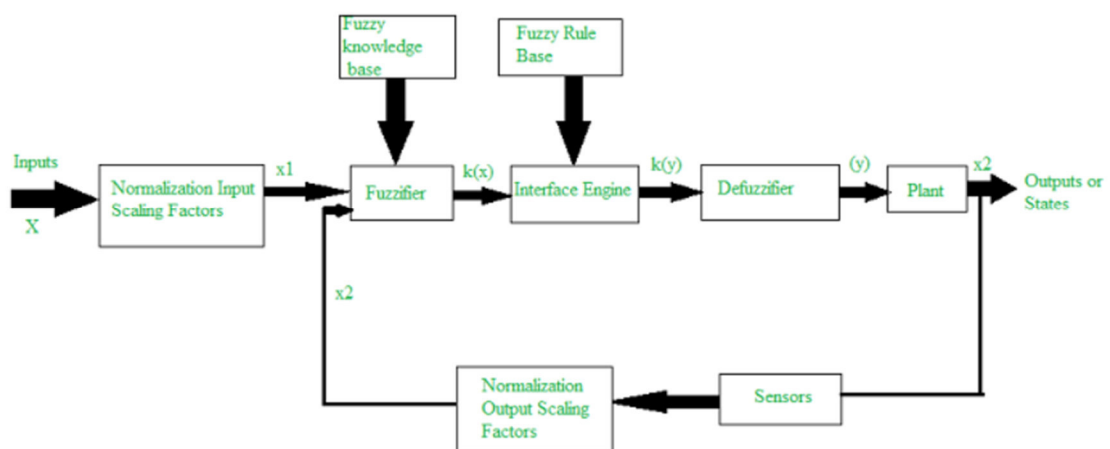 Fuzzy
knowledge
base
Fuzzy Rule
Base
Inputs
X
Normalization Input
Scaling Factors
x1
Fuzzifier
k(x)
Interface Engine
k(y)
Defuzzifier
(y)
Plant
x2
Outputs or
States
x2
Normalization
Output Scaling
Factors
Sensors